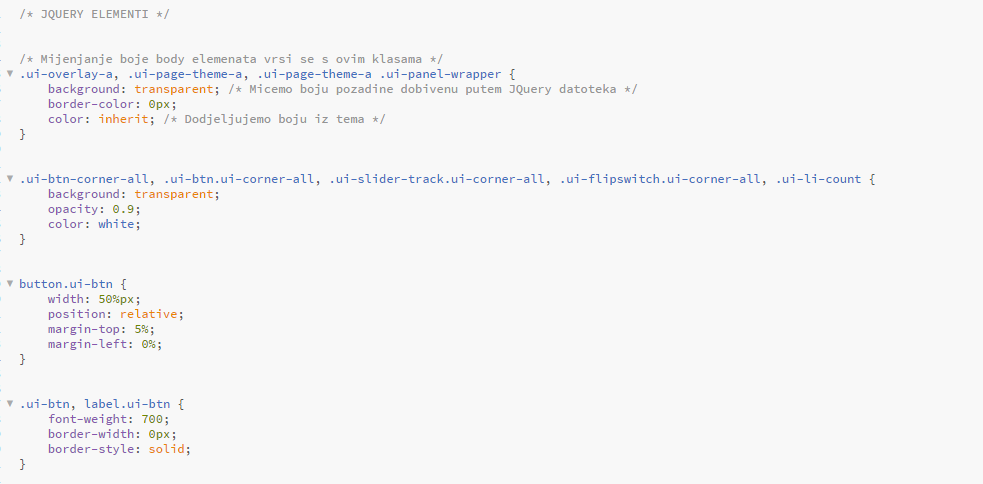 /* JQUERY ELEMENTI */
/* Mijenjanje boje body elemenata vrsi se s ovim klasama */
.ui-overlay-a, .ui-page-theme-a, .ui-page-theme-a .ui-panel-wrapper {
background: transparent; /* Micemo boju pozadine dobivenu putem JQuery datoteka */
border-color: 0px;
color: inherit; /* Dodjeljujemo boju iz tema */
}
.ui-btn-corner-all, .ui-btn.ui-corner-all, .ui-slider-track.ui-corner-all, .ui-flipswitch.ui-corner-all, .ui-li-count {
background: transparent;
opacity: 0.9;
color: white;
}
button.ui-btn {
width: 50%px;
position: relative;
margin-top: 5%;
margin-left: 0%;
}
.ui-btn, label.ui-btn {
font-weight: 700;
border-width: 0px;
border-style: solid;
}